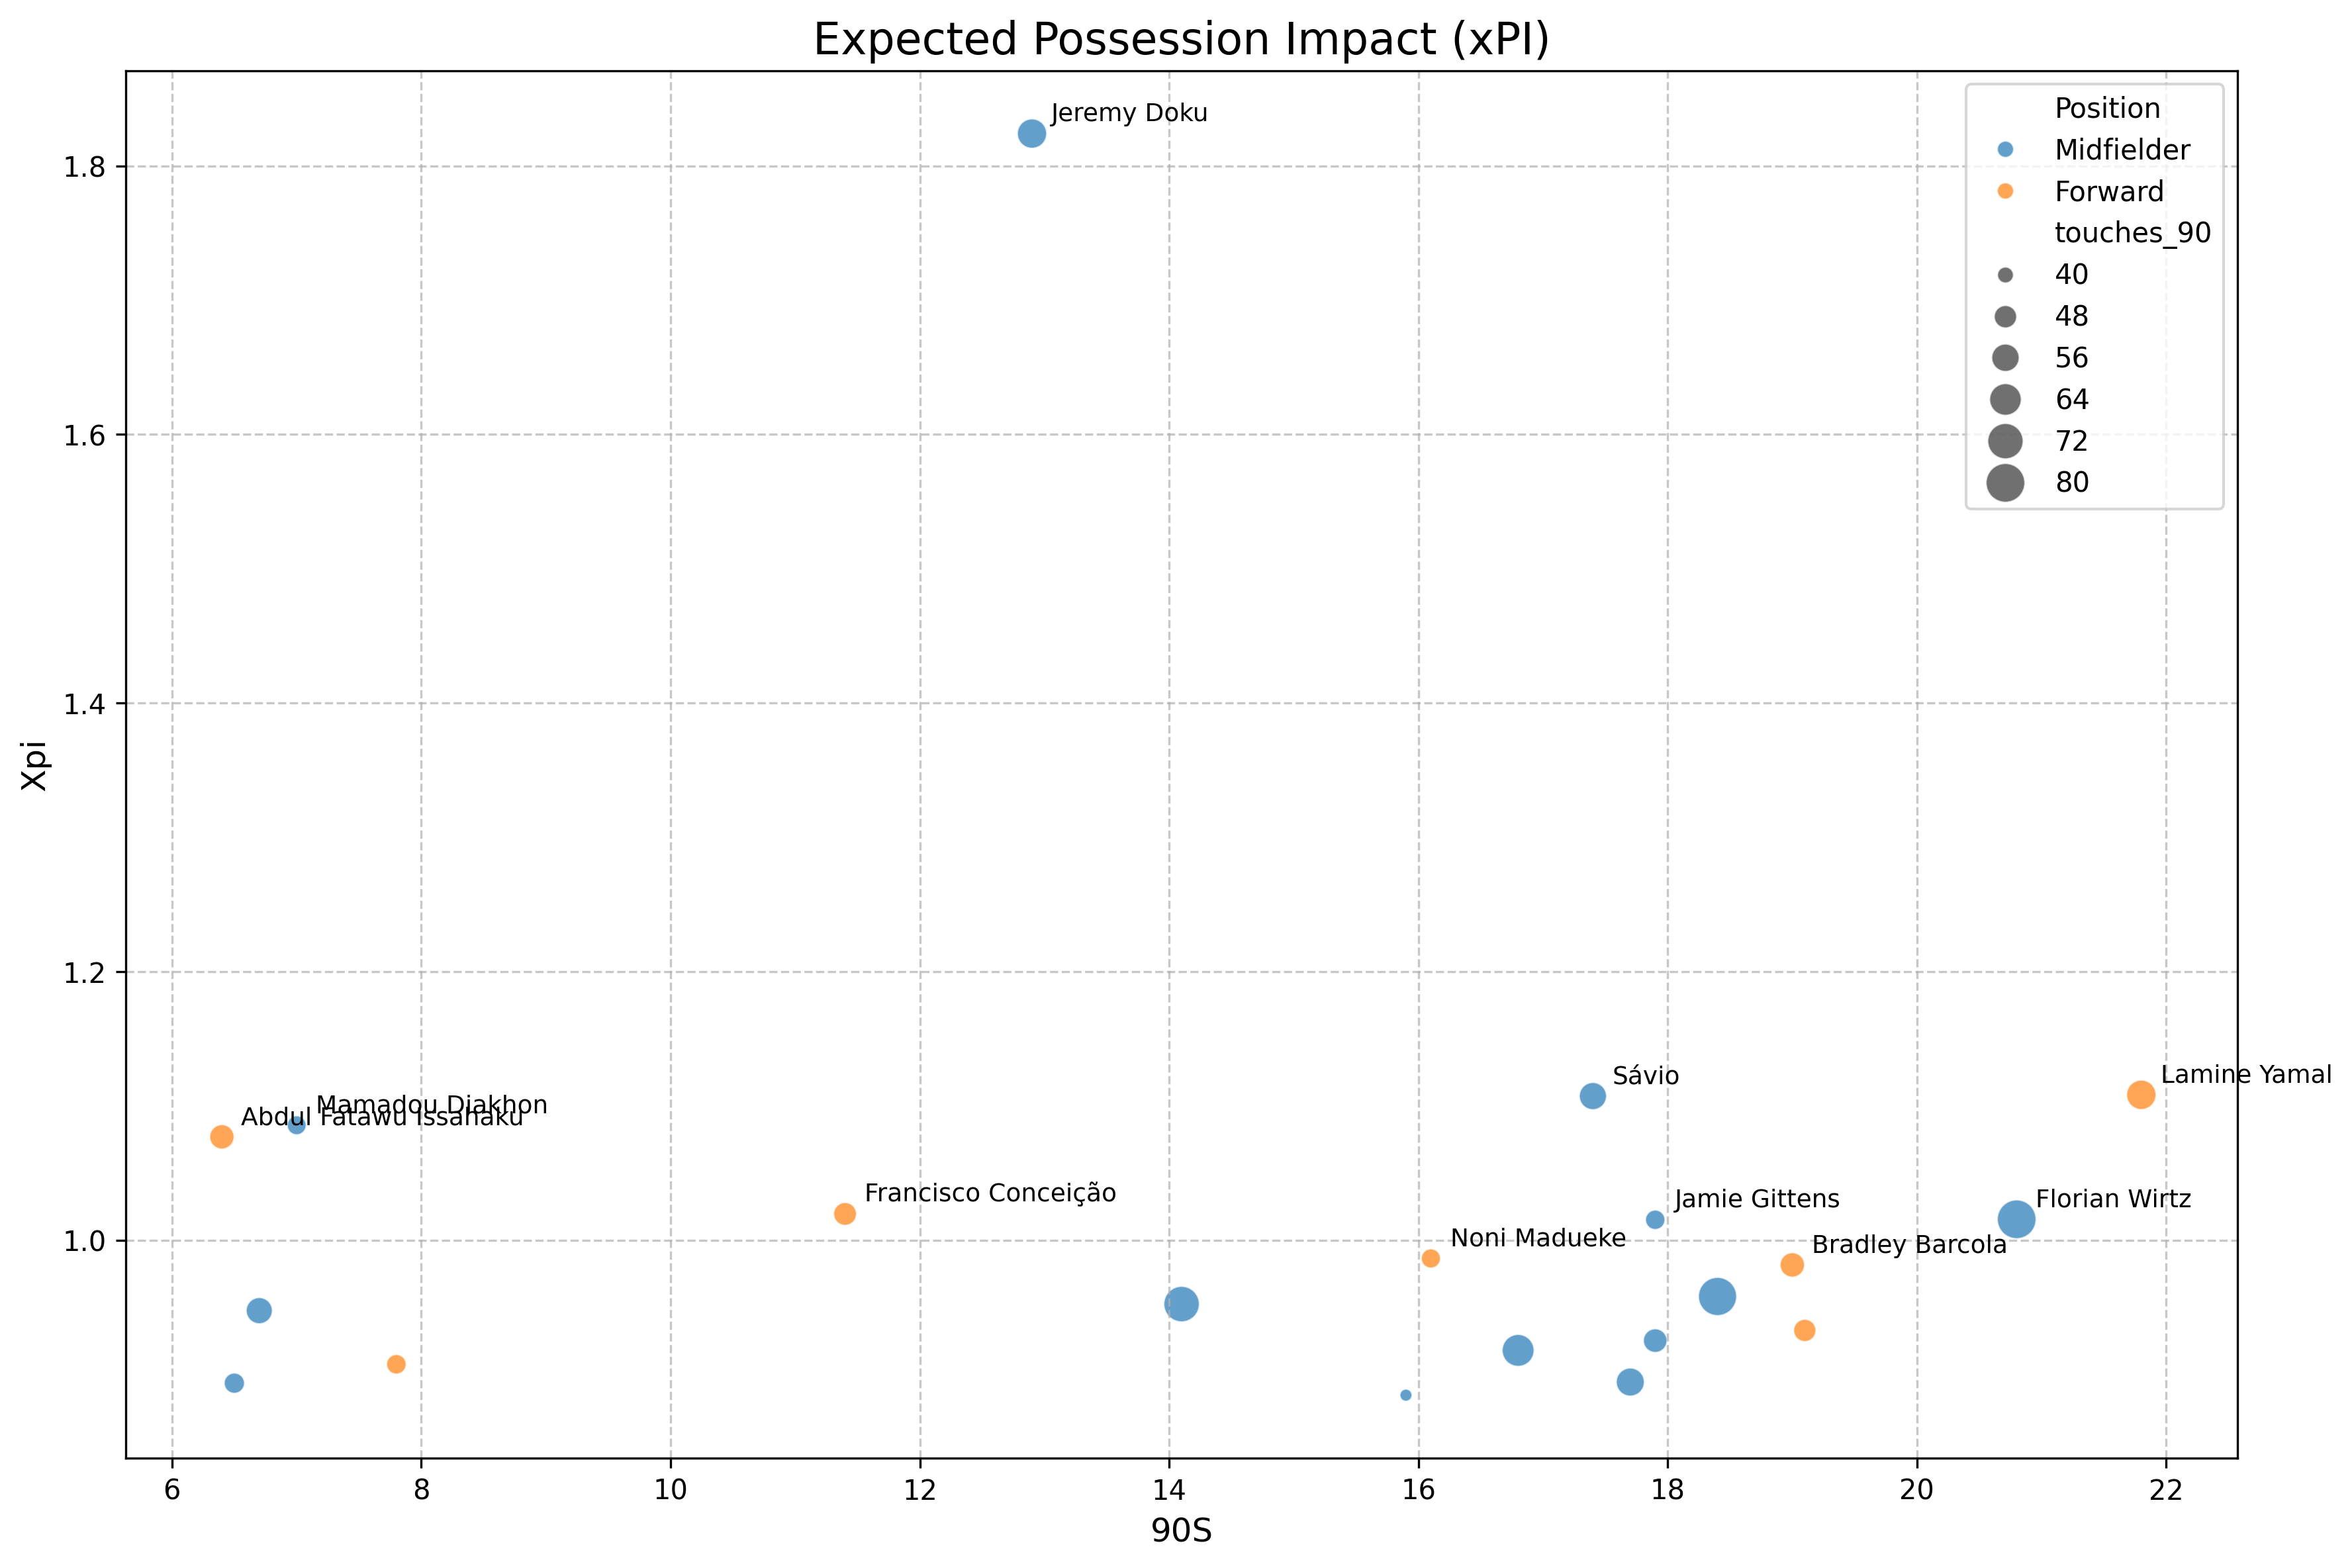 Expected Possession Impact (xPI)
Jeremy Doku
Position
Midfielder
Forward
touches_90
40
48
56
64
72
80
1.8
1.6
1.4
1.2
1.0
Xpi
Sávio
Lamine Yamal
Mamadou Diakhon
Abdul Fatawu Issahaku
Francisco Conceição
Jamie Gittens
Florian Wirtz
Noni Madueke
Bradley Barcola
6
8
10
12
14
16
18
20
22
90S